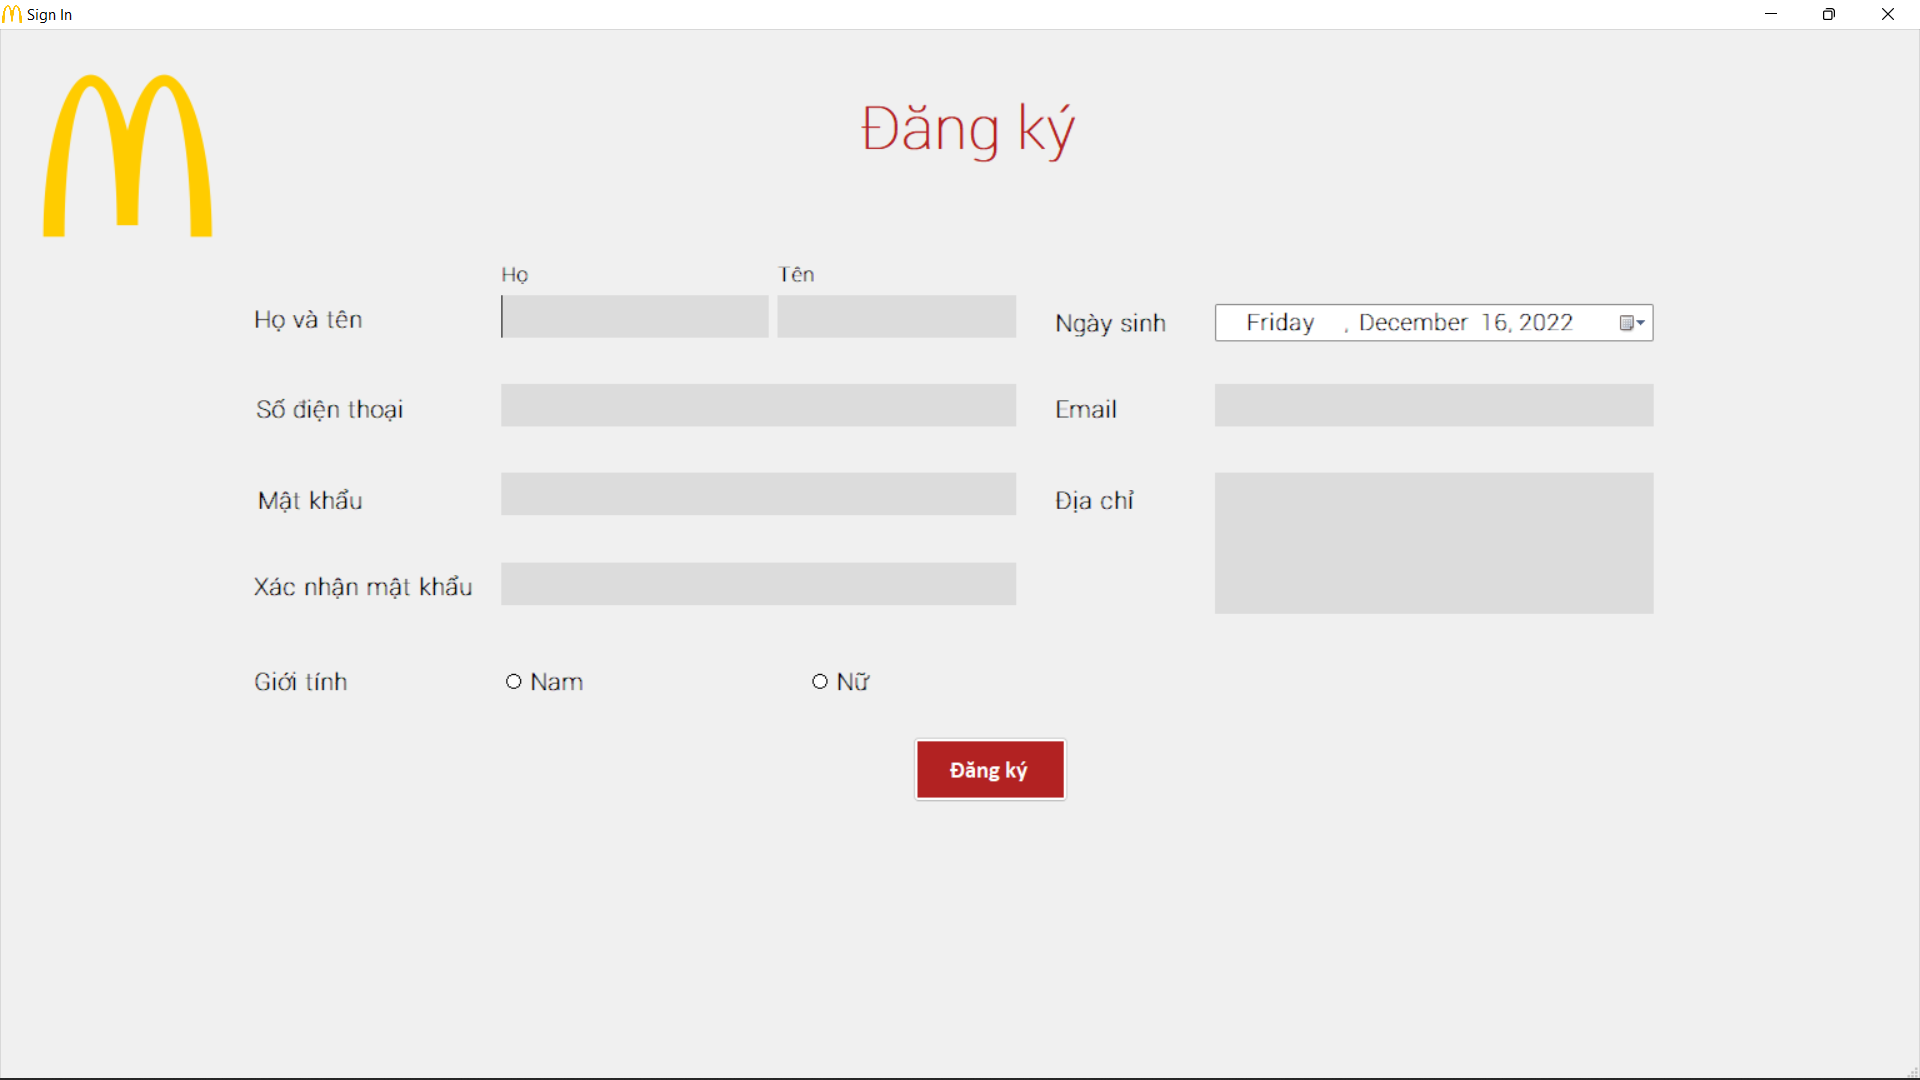 Sign In
Đăng ký
Họ Tên
Họ và tên
Ngày sinh Friday , December 16, 2022
Số điện thoại
Email
Mật khẩu
Địa chỉ
Xác nhận mật khẩu
Giới tính Nam Nữ
Đăng ký